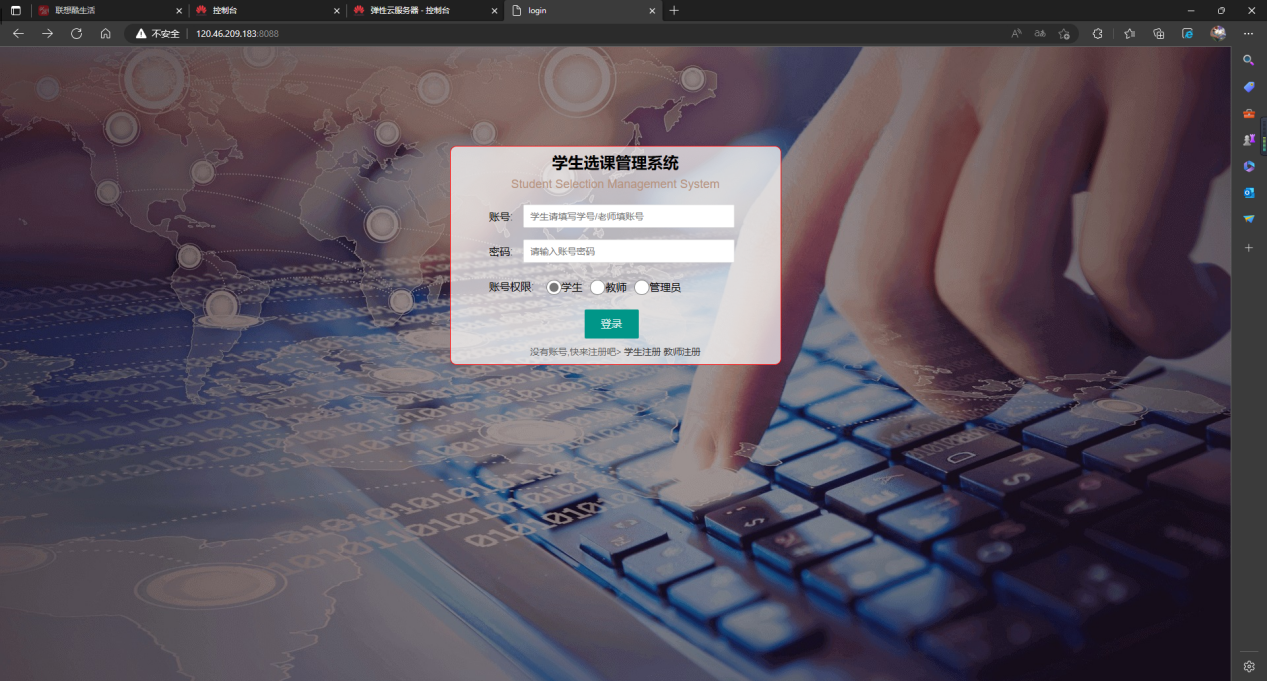 联想酷生活
控制台
弹性云服务器 - 控制台
login
不安全
120.46.209.183:8088
学生选课管理系统
Student Selection Management System
账号: 学生请填写学号/老师填账号
密码: 请输入账号密码
账号权限: 学生 教师 管理员
登录
没有账号,快来注册吧> 学生注册 教师注册